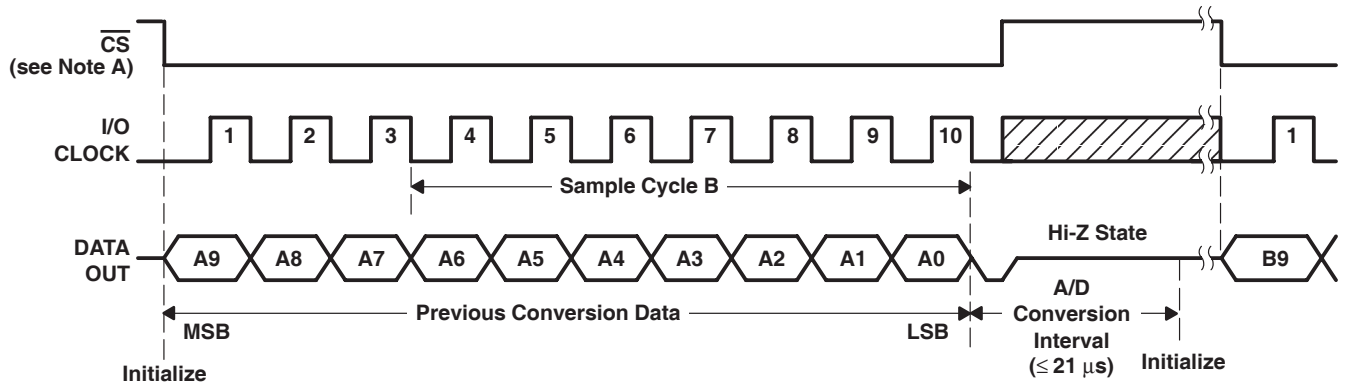 CS
(see Note A)
I/O
CLOCK
1 2 3 4 5 6 7 8 9 10 1
Sample Cycle B
DATA
OUT
A9 A8 A7 A6 A5 A4 A3 A2 A1 A0 B9
Hi-Z State
Previous Conversion Data
MSB
LSB
A/D
Conversion
Interval
(≤ 21 μs)
Initialize
Initialize